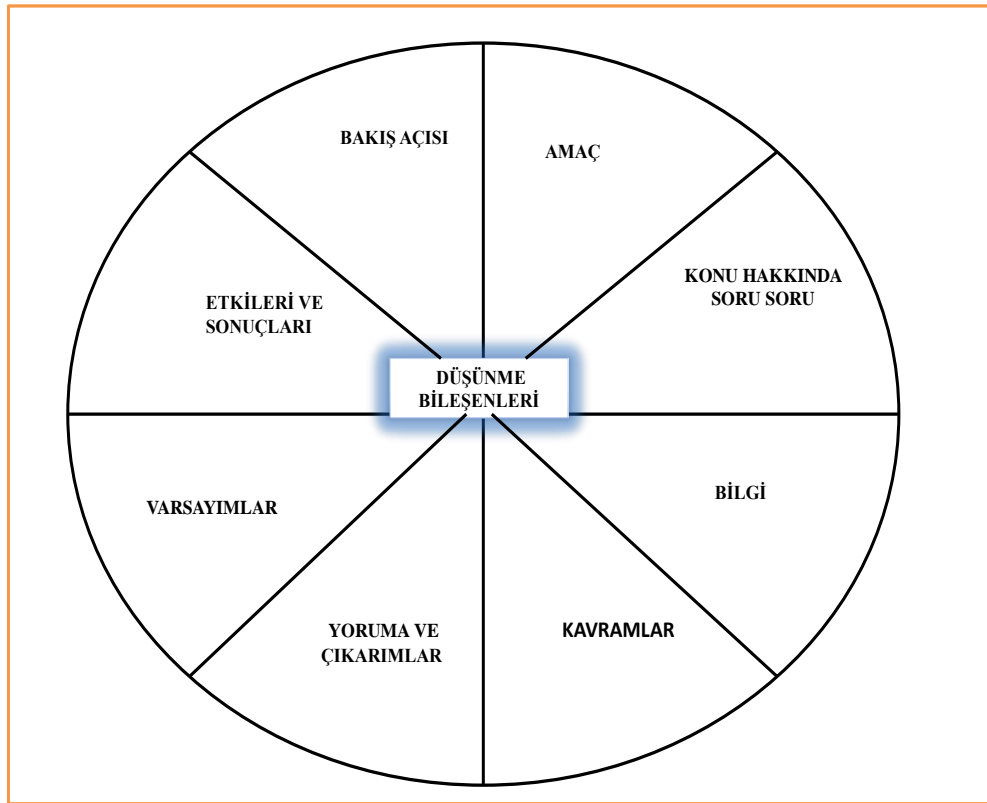 BAKIŞ AÇISI
AMAÇ
KONU HAKKINDA
SORU SORU
ETKİLERİ VE
SONUÇLARI
DÜŞÜNME
BİLEŞENLERİ
BİLGİ
VARSAYIMLAR
YORUMA VE
ÇIKARIMLAR
KAVRAMLAR